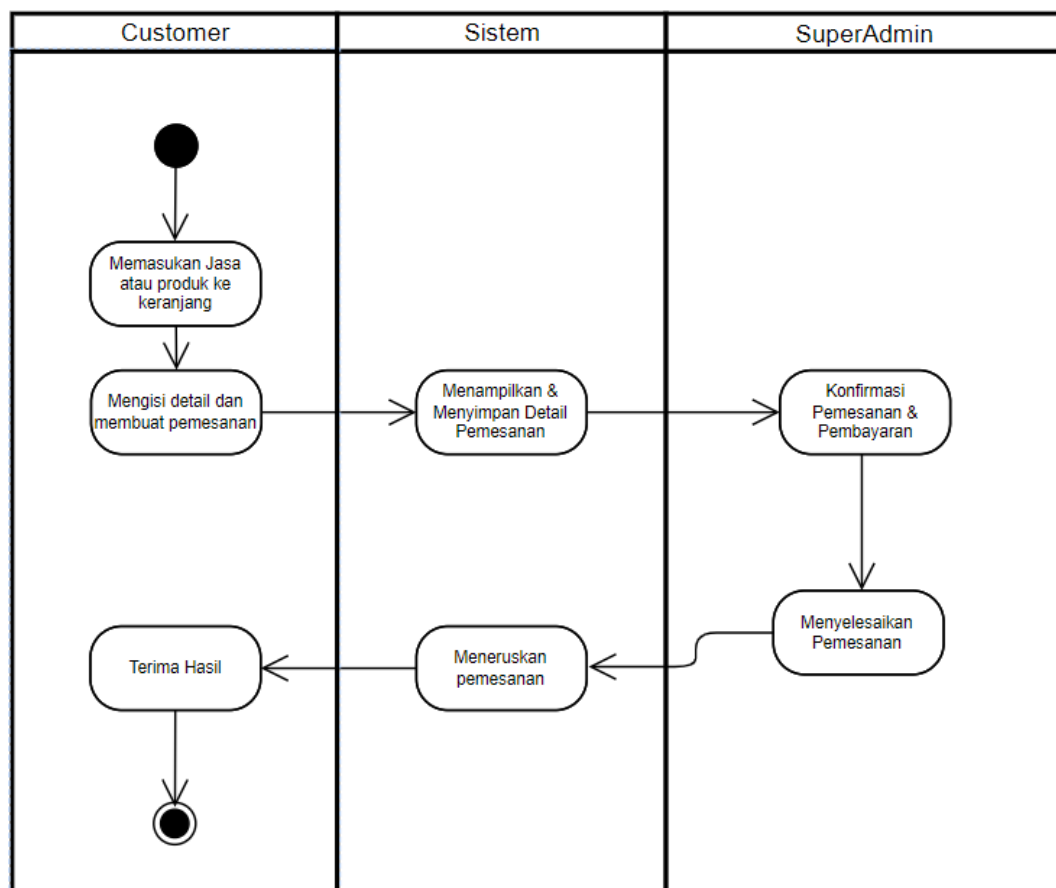 Customer
Sistem
SuperAdmin
Memasukan Jasa
atau produk ke
keranjang
Mengisi detail dan
membuat pemesanan
Menampilkan &
Menyimpan Detail
Pemesanan
Konfirmasi
Pemesanan &
Pembayaran
Menyelesaikan
Pemesanan
Meneruskan
pemesanan
Terima Hasil